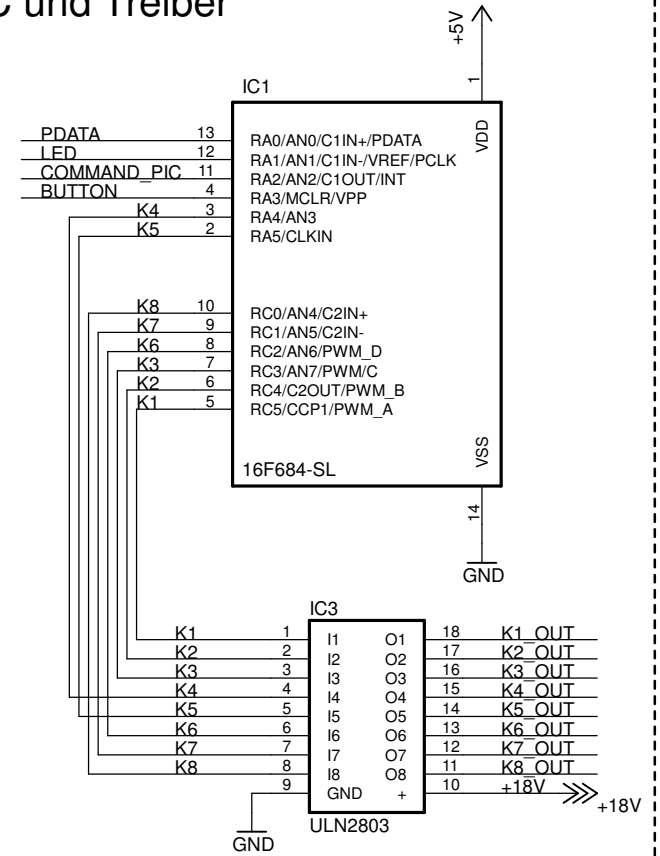 C und Treiber
+5V
1
IC1
VDD
PDATA 13 RA0/AN0/C1IN+/PDATA
LED 12 RA1/AN1/C1IN-/VREF/PCLK
COMMAND_PIC 11 RA2/AN2/C1OUT/INT
BUTTON 4 RA3/MCLR/VPP
K4 3 RA4/AN3
K5 2 RA5/CLKIN
K8 10 RC0/AN4/C2IN+
K7 9 RC1/AN5/C2IN-
K6 8 RC2/AN6/PWM_D
K3 7 RC3/AN7/PWM/C
K2 6 RC4/C2OUT/PWM_B
K1 5 RC5/CCP1/PWM_A
VSS
16F684-SL
14
GND
IC3
K1 1 I1 O1 18 K1_OUT
K2 2 I2 O2 17 K2_OUT
K3 3 I3 O3 16 K3_OUT
K4 4 I4 O4 15 K4_OUT
K5 5 I5 O5 14 K5_OUT
K6 6 I6 O6 13 K6_OUT
K7 7 I7 O7 12 K7_OUT
K8 8 I8 O8 11 K8_OUT
9 GND + 10 +18V
+18V
ULN2803
GND